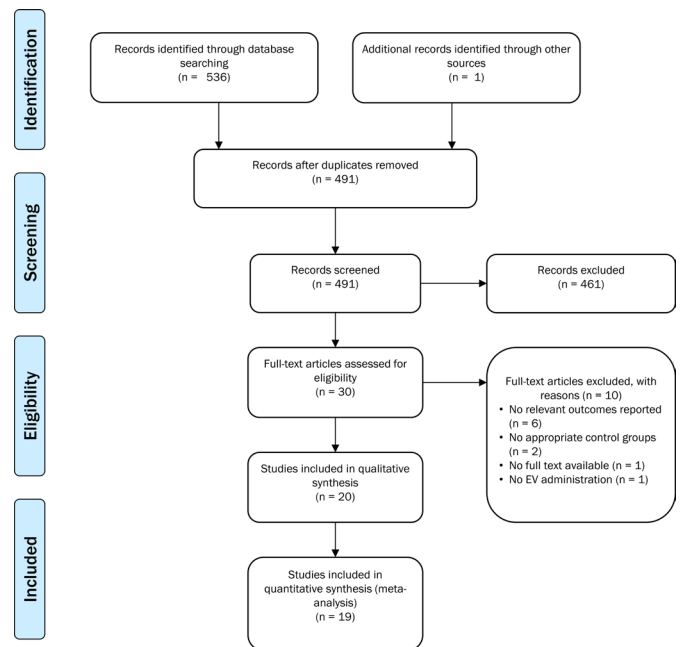 Identification
Records identified through database
searching
(n = 536)
Additional records identified through other
sources
(n = 1)
Records after duplicates removed
(n = 491)
Screening
Records screened
(n = 491)
Records excluded
(n = 461)
Eligibility
Full-text articles assessed for
eligibility
(n = 30)
Full-text articles excluded, with
reasons (n = 10)
• No relevant outcomes reported
(n = 6)
• No appropriate control groups
(n = 2)
• No full text available (n = 1)
• No EV administration (n = 1)
Studies included in qualitative
synthesis
(n = 20)
Included
Studies included in
quantitative synthesis (meta-
analysis)
(n = 19)